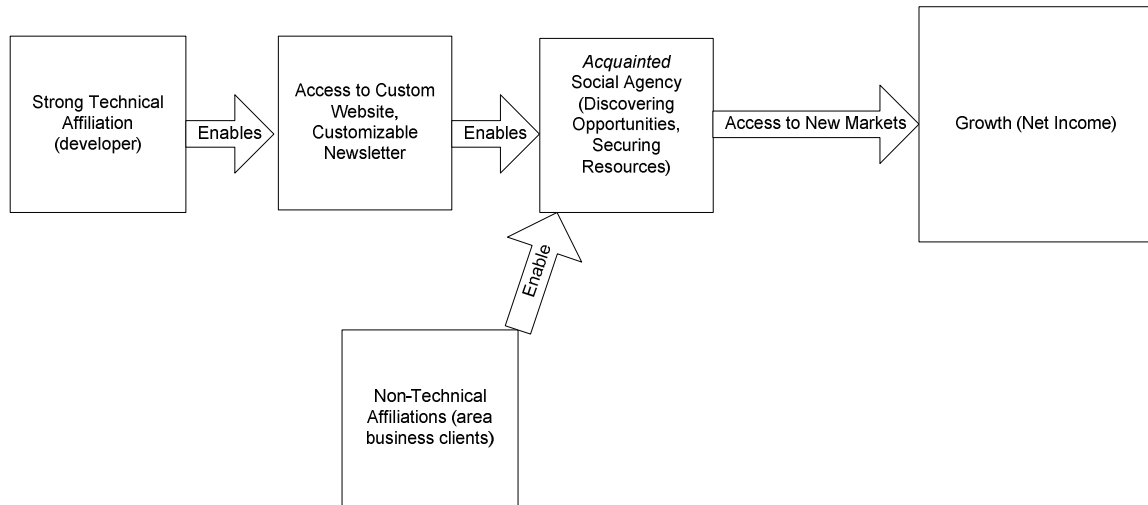 Strong Technical
Affiliation
(developer)
Enables
Access to Custom
Website,
Customizable
Newsletter
Enables
Acquainted
Social Agency
(Discovering
Opportunities,
Securing
Resources)
Access to New Markets
Growth (Net Income)
Enable
Non-Technical
Affiliations (area
business clients)